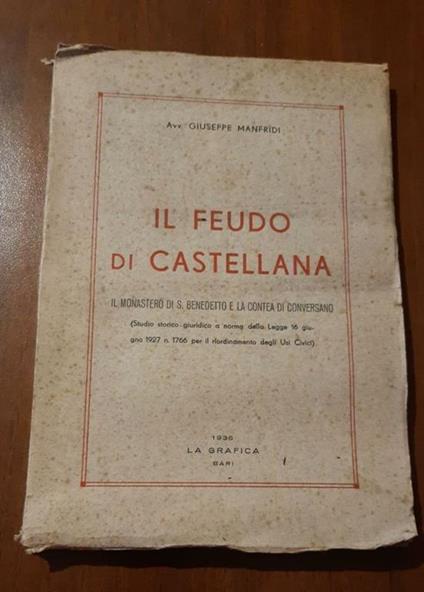 Avv. GIUSEPPE MANFRIDI
IL FEUDO
DI CASTELLANA
IL MONASTERO DI S. BENEDETTO E LA CONTEA DI CONVERSANO
(Studio storico-giuridico a norma della Legge 16 giu-
gno 1927 n. 1766 per il riordinamento degli Usi Civici)
1936
LA GRAFICA
BARI